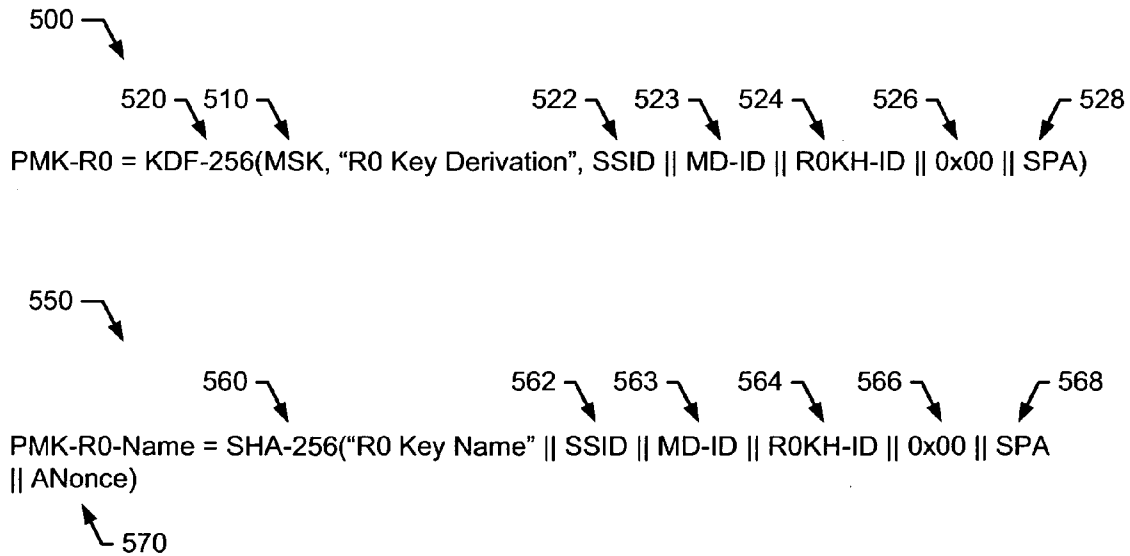 500
520 510 522 523 524 526 528
PMK-R0 = KDF-256(MSK, “R0 Key Derivation”, SSID || MD-ID || R0KH-ID || 0x00 || SPA)
550
560 562 563 564 566 568
PMK-R0-Name = SHA-256(“R0 Key Name” || SSID || MD-ID || R0KH-ID || 0x00 || SPA
|| ANonce)
570